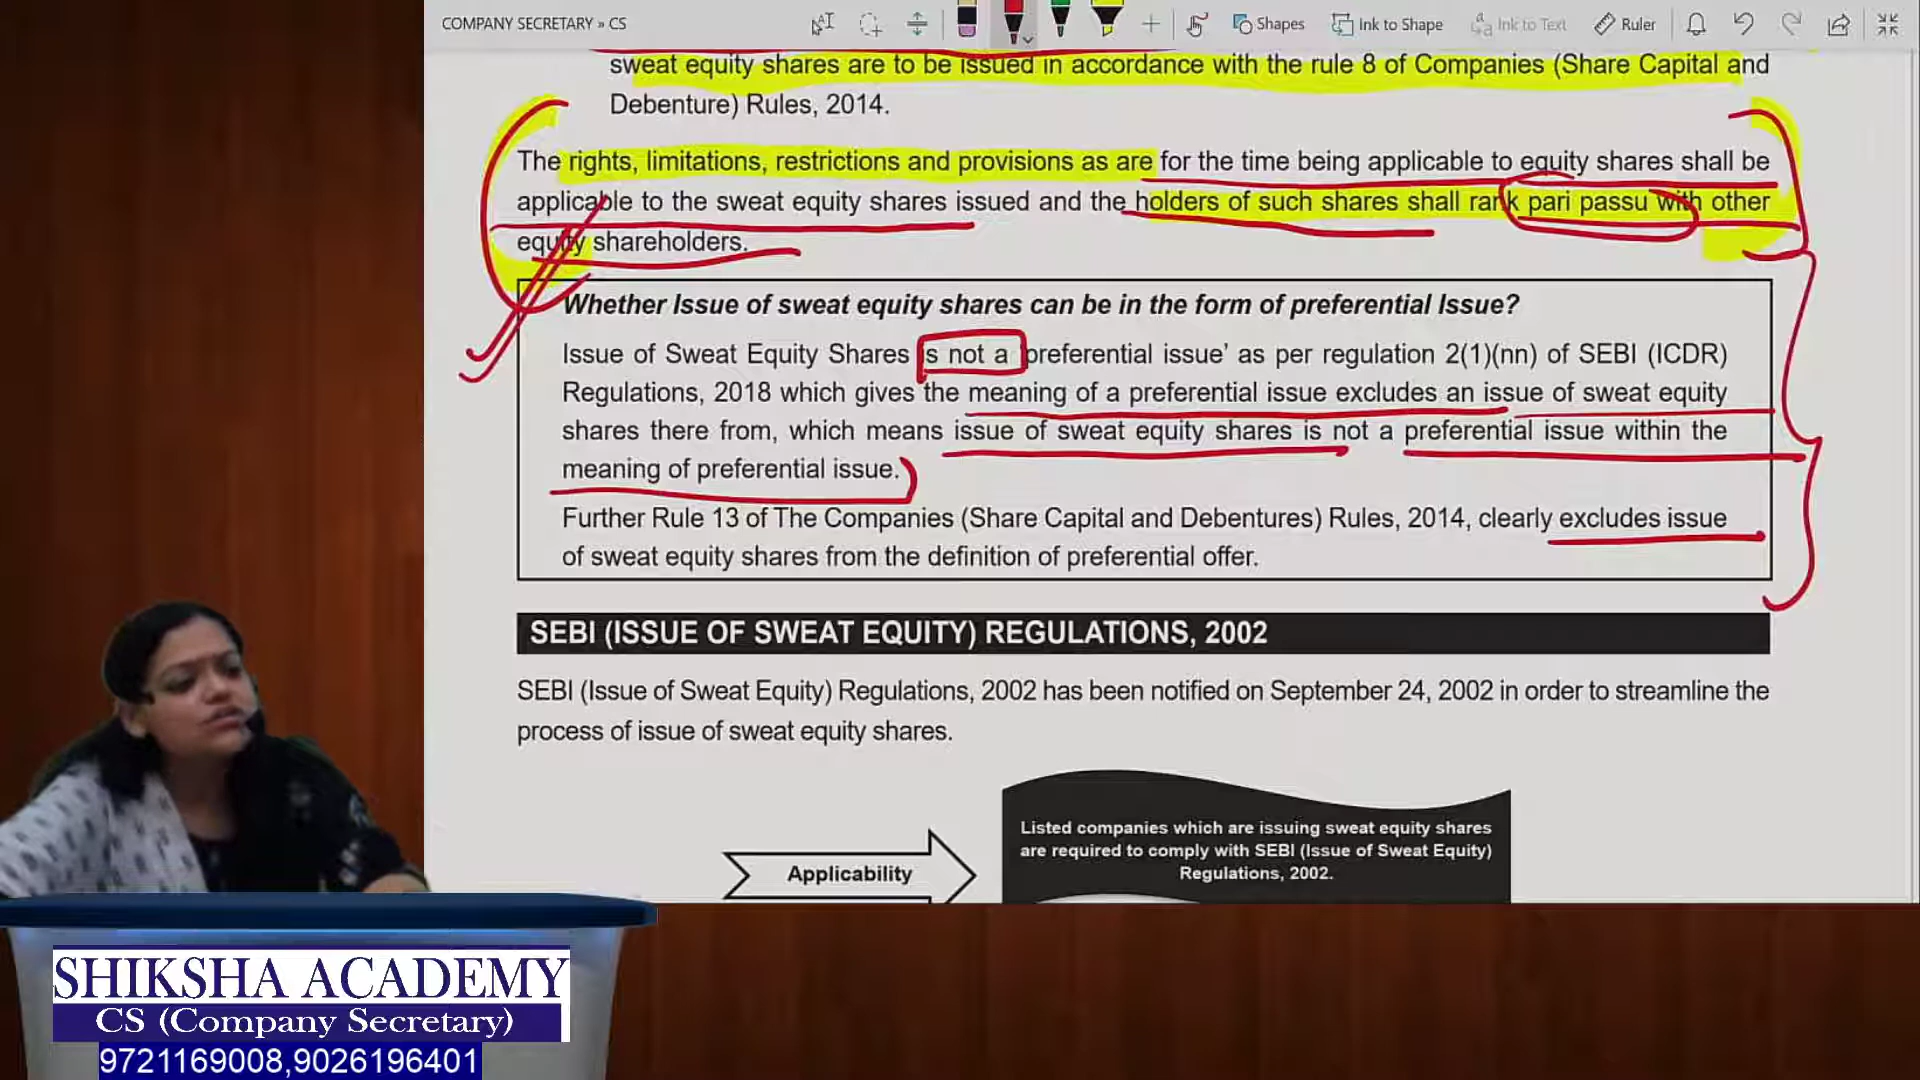 COMPANY SECRETARY » CS
Shapes
Ink to Shape
Ink to Text
Ruler
sweat equity shares are to be issued in accordance with the rule 8 of Companies (Share Capital and
Debenture) Rules, 2014.
The rights, limitations, restrictions and provisions as are for the time being applicable to equity shares shall be
applicable to the sweat equity shares issued and the holders of such shares shall rank pari passu with other
equity shareholders.
Whether Issue of sweat equity shares can be in the form of preferential Issue?
Issue of Sweat Equity Shares is not a preferential issue’ as per regulation 2(1)(nn) of SEBI (ICDR)
Regulations, 2018 which gives the meaning of a preferential issue excludes an issue of sweat equity
shares there from, which means issue of sweat equity shares is not a preferential issue within the
meaning of preferential issue.
Further Rule 13 of The Companies (Share Capital and Debentures) Rules, 2014, clearly excludes issue
of sweat equity shares from the definition of preferential offer.
SEBI (ISSUE OF SWEAT EQUITY) REGULATIONS, 2002
SEBI (Issue of Sweat Equity) Regulations, 2002 has been notified on September 24, 2002 in order to streamline the
process of issue of sweat equity shares.
Applicability
Listed companies which are issuing sweat equity shares
are required to comply with SEBI (Issue of Sweat Equity)
Regulations, 2002.
SHIKSHA ACADEMY
CS (Company Secretary)
9721169008,9026196401